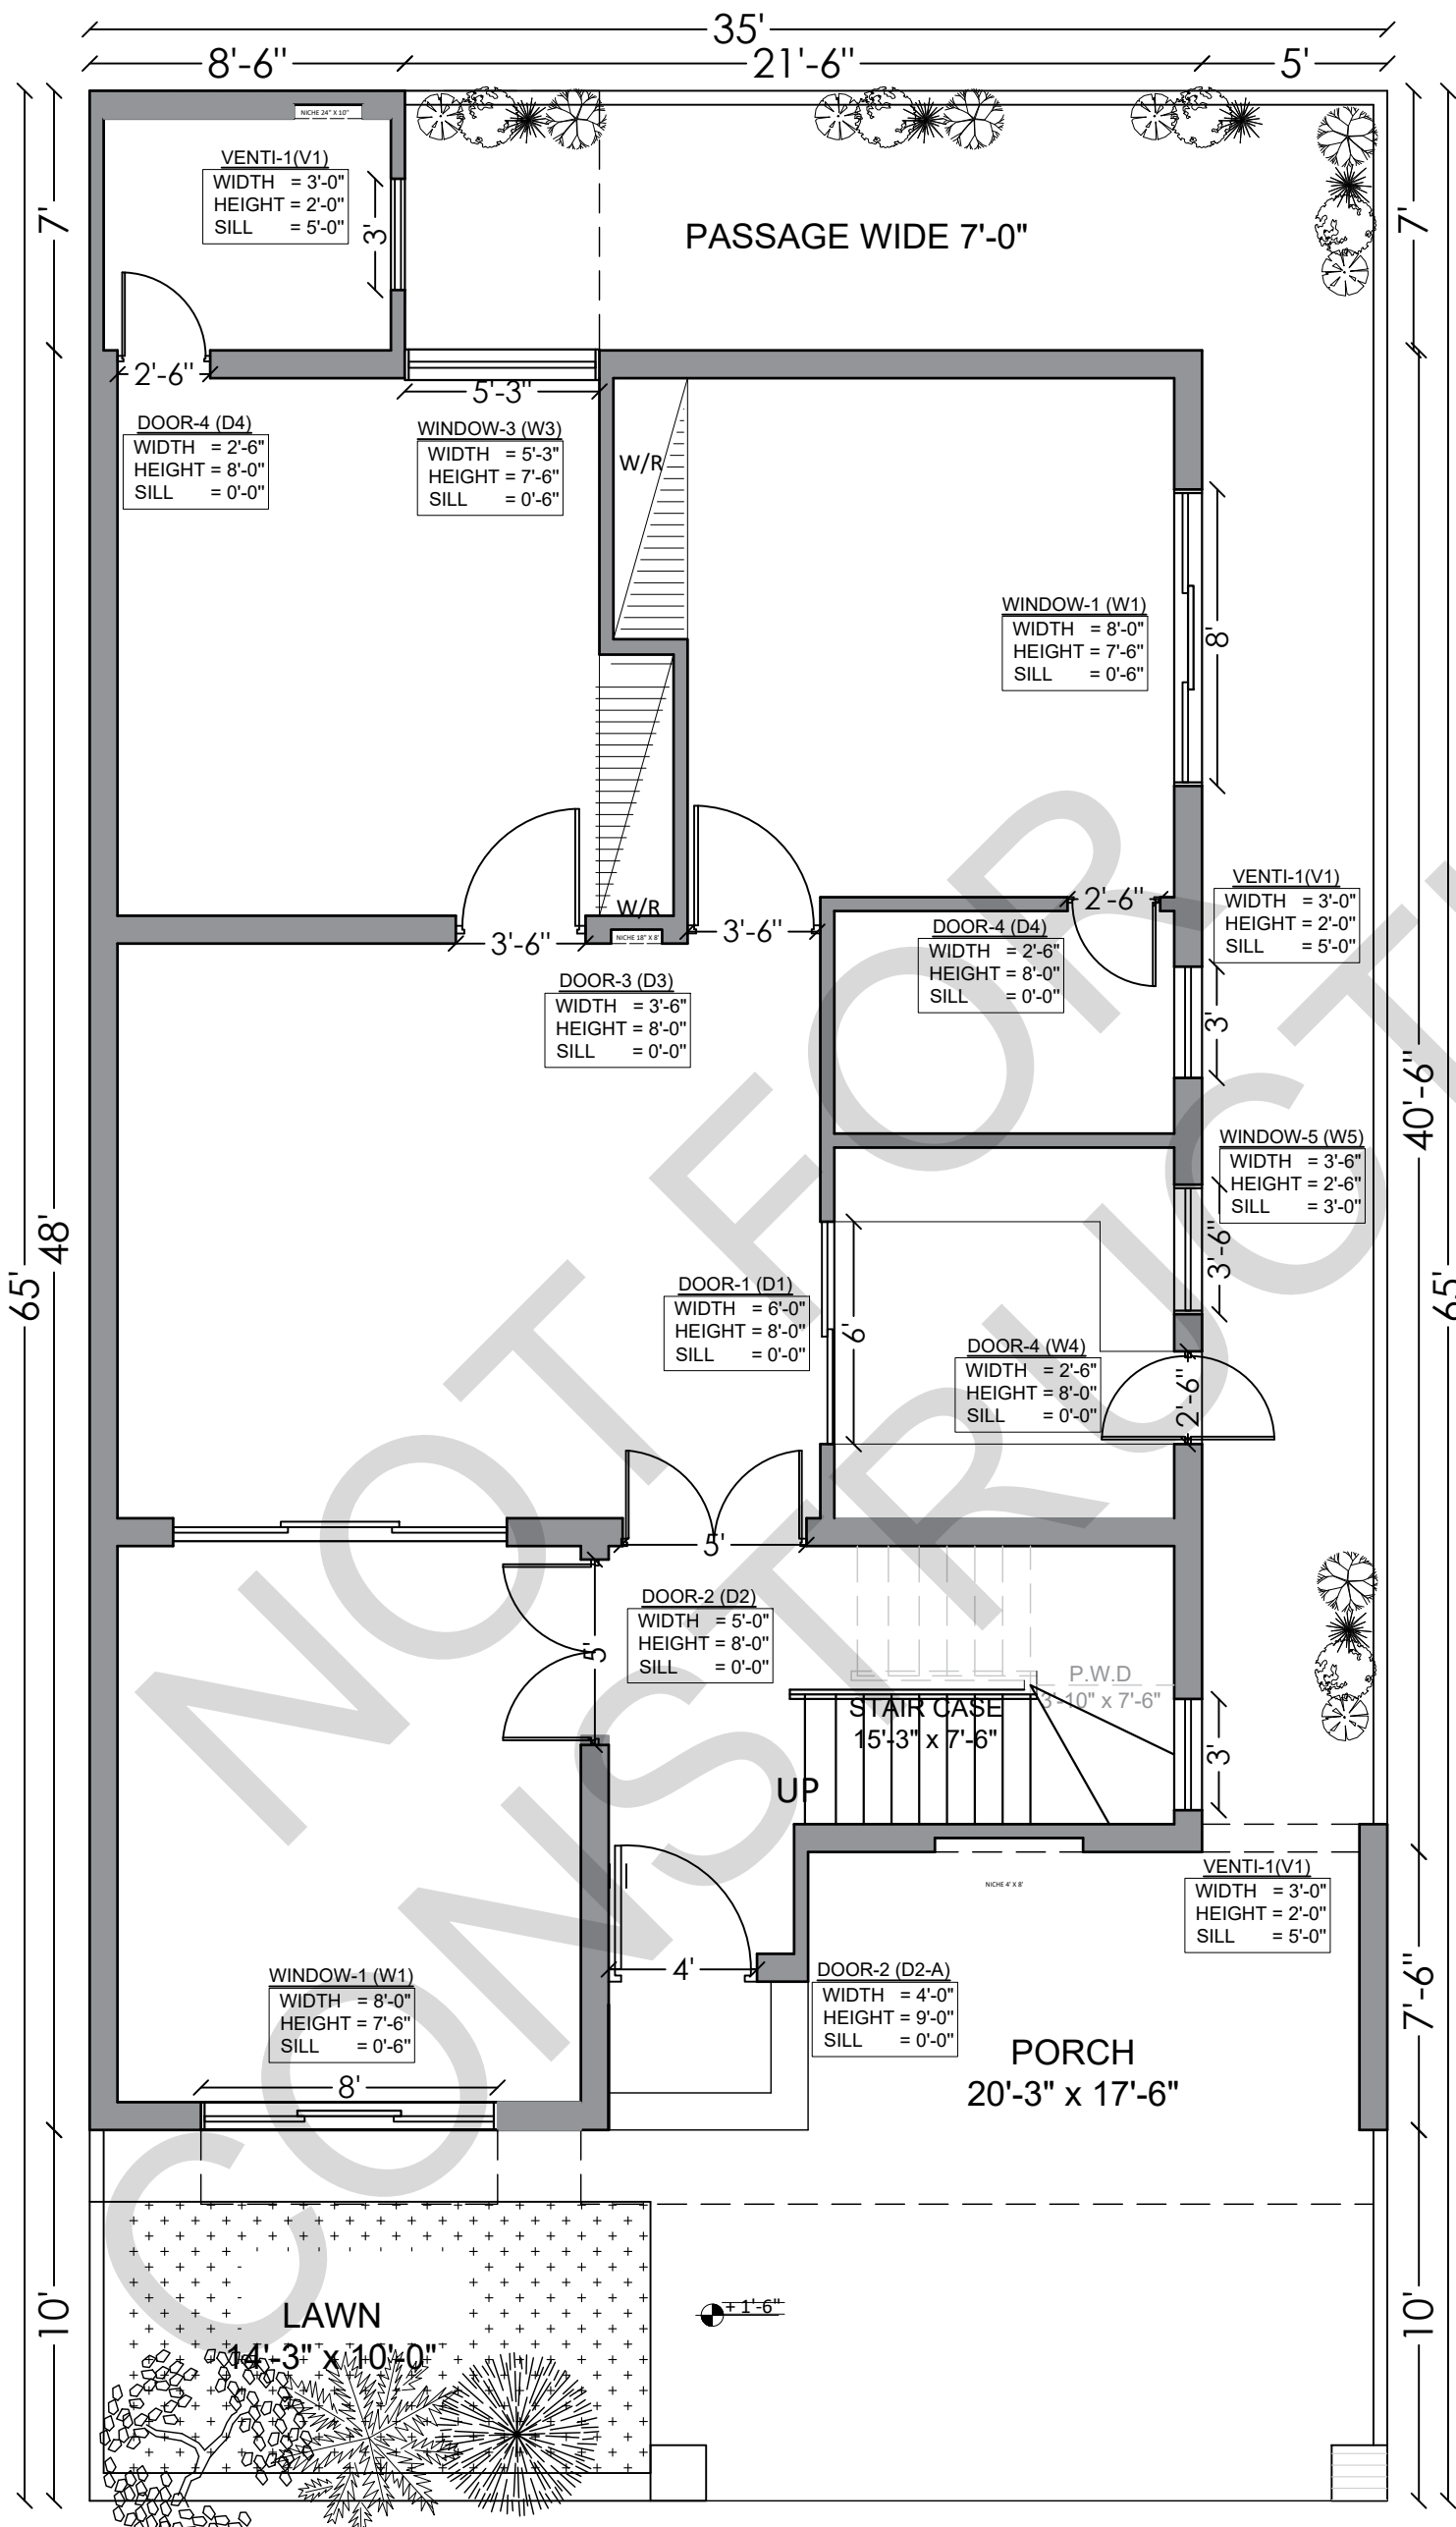 35'
8'-6"
21'-6"
5'
NICHE 24" X 10"
VENTI-1(V1)
WIDTH = 3'-0"
HEIGHT = 2'-0"
SILL = 5'-0"
3'
7'
PASSAGE WIDE 7'-0"
7'
2'-6"
5'-3"
DOOR-4 (D4)
WIDTH = 2'-6"
HEIGHT = 8'-0"
SILL = 0'-0"
WINDOW-3 (W3)
WIDTH = 5'-3"
HEIGHT = 7'-6"
SILL = 0'-6"
W/R
WINDOW-1 (W1)
WIDTH = 8'-0"
HEIGHT = 7'-6"
SILL = 0'-6"
8'
W/R
NICHE 18" X 8'
3'-6"
3'-6"
2'-6"
VENTI-1(V1)
WIDTH = 3'-0"
HEIGHT = 2'-0"
SILL = 5'-0"
DOOR-4 (D4)
WIDTH = 2'-6"
HEIGHT = 8'-0"
SILL = 0'-0"
DOOR-3 (D3)
WIDTH = 3'-6"
HEIGHT = 8'-0"
SILL = 0'-0"
3'
40'-6"
WINDOW-5 (W5)
WIDTH = 3'-6"
HEIGHT = 2'-6"
SILL = 3'-0"
3'-6"
65'
48'
65'
DOOR-1 (D1)
WIDTH = 6'-0"
HEIGHT = 8'-0"
SILL = 0'-0"
6'
DOOR-4 (W4)
WIDTH = 2'-6"
HEIGHT = 8'-0"
SILL = 0'-0"
2'-6"
5'
DOOR-2 (D2)
WIDTH = 5'-0"
HEIGHT = 8'-0"
SILL = 0'-0"
5'
P.W.D
3'-10" x 7'-6"
STAIR CASE
15'-3" x 7'-6"
UP
3'
NICHE 4' X 8'
VENTI-1(V1)
WIDTH = 3'-0"
HEIGHT = 2'-0"
SILL = 5'-0"
4'
DOOR-2 (D2-A)
WIDTH = 4'-0"
HEIGHT = 9'-0"
SILL = 0'-0"
WINDOW-1 (W1)
WIDTH = 8'-0"
HEIGHT = 7'-6"
SILL = 0'-6"
8'
PORCH
20'-3" x 17'-6"
7'-6"
10'
LAWN
14'-3" x 10'-0"
+ 1'-6"
10'
NOT FOR
CONSTRUCTI